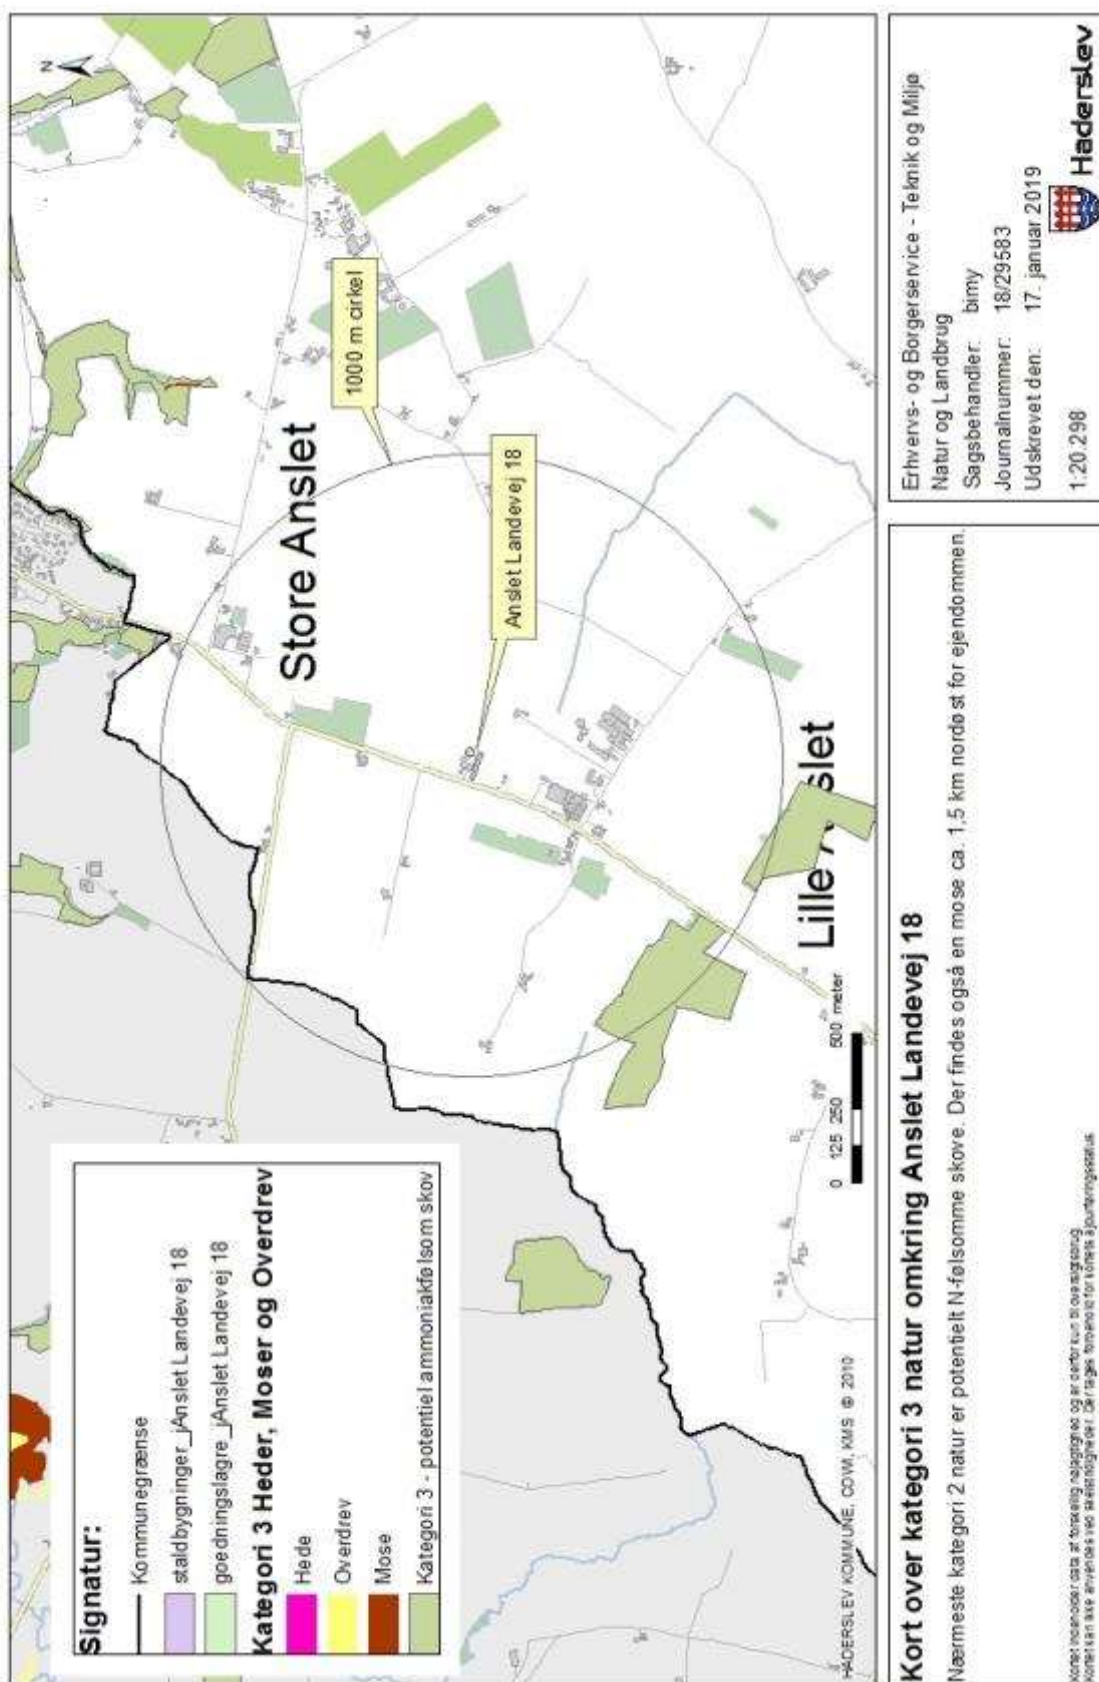 N
Store Anslet
1000 m cirkel
Anslet Landevej 18
Lille Anslet
Signatur:
Kommunegrænse
staldbygninger_jAnslet Landevej 18
goedningslagre_jAnslet Landevej 18
Kategori 3 Heder, Moser og Overdrev
Hede
Overdrev
Mose
Kategori 3 - potentiel ammoniakfølsom skov
0 125 250 500 meter
HADERSLEV KOMMUNE, COWI, KMS © 2010
Kort over kategori 3 natur omkring Anslet Landevej 18
Nærmeste kategori 2 natur er potentielt N-følsomme skove. Der findes også en mose ca. 1,5 km nordøst for ejendommen.
Erhvervs- og Borgerservice - Teknik og Miljø
Natur og Landbrug
Sagsbehandler: bimy
Journalnummer: 18/29583
Udskrevet den: 17. januar 2019
1:20.298
Haderslev